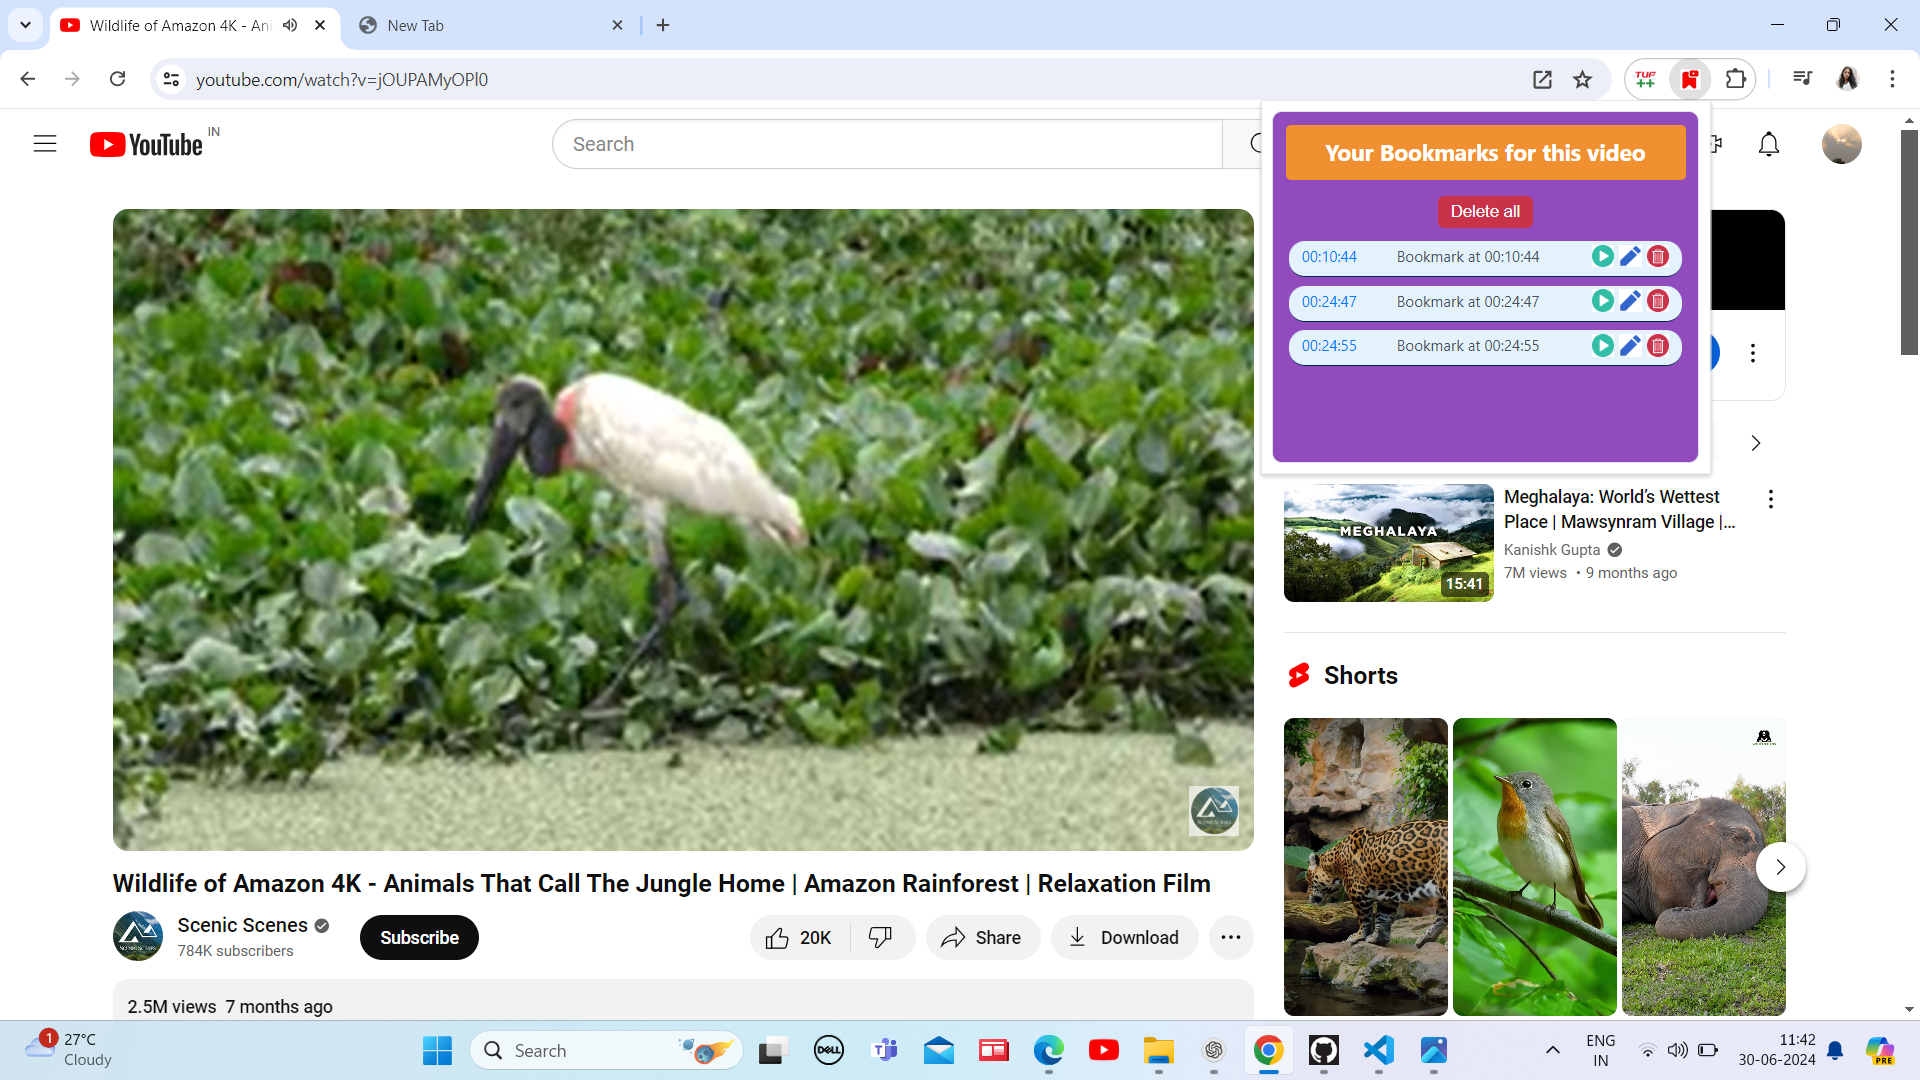 Wildlife of Amazon 4K - Ani
New Tab
youtube.com/watch?v=jOUPAMyOPl0
TUF
++
YouTube IN
Search
Your Bookmarks for this video
Delete all
00:10:44 Bookmark at 00:10:44
00:24:47 Bookmark at 00:24:47
00:24:55 Bookmark at 00:24:55
MEGHALAYA
15:41
Meghalaya: World’s Wettest
Place | Mawsynram Village |...
Kanishk Gupta
7M views • 9 months ago
Shorts
SCENIC SCENES
Wildlife of Amazon 4K - Animals That Call The Jungle Home | Amazon Rainforest | Relaxation Film
Scenic Scenes
784K subscribers
Subscribe
20K
Share
Download
2.5M views 7 months ago
1
27°C
Cloudy
Search
DELL
PRE
ENG
IN
11:42
30-06-2024